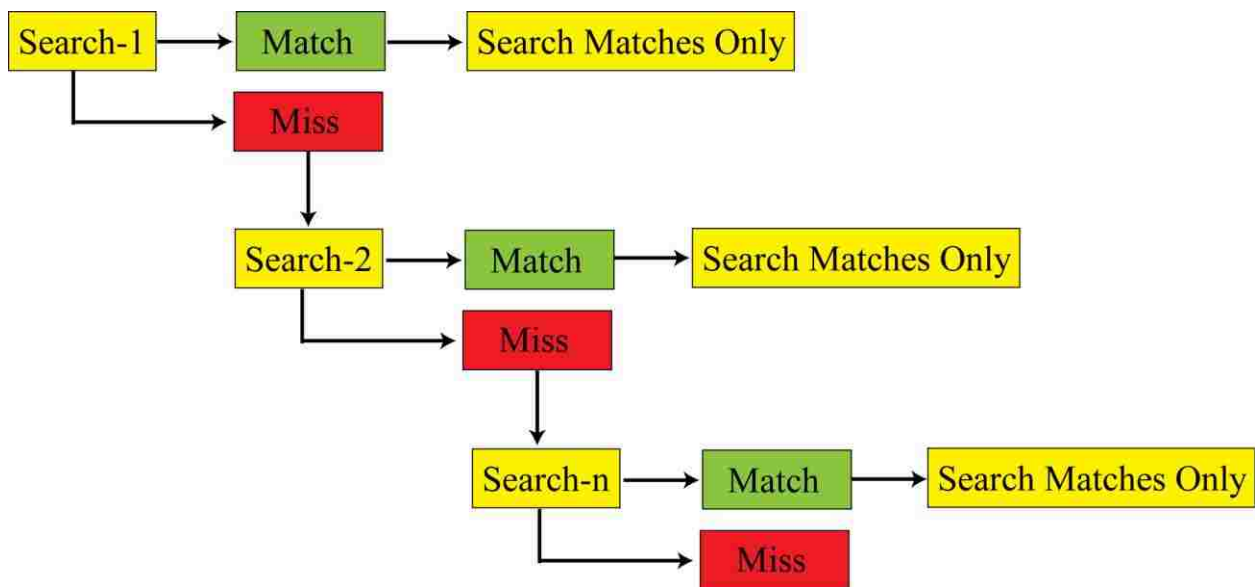 Search-1
Match
Search Matches Only
Miss
Search-2
Match
Search Matches Only
Miss
Search-n
Match
Search Matches Only
Miss